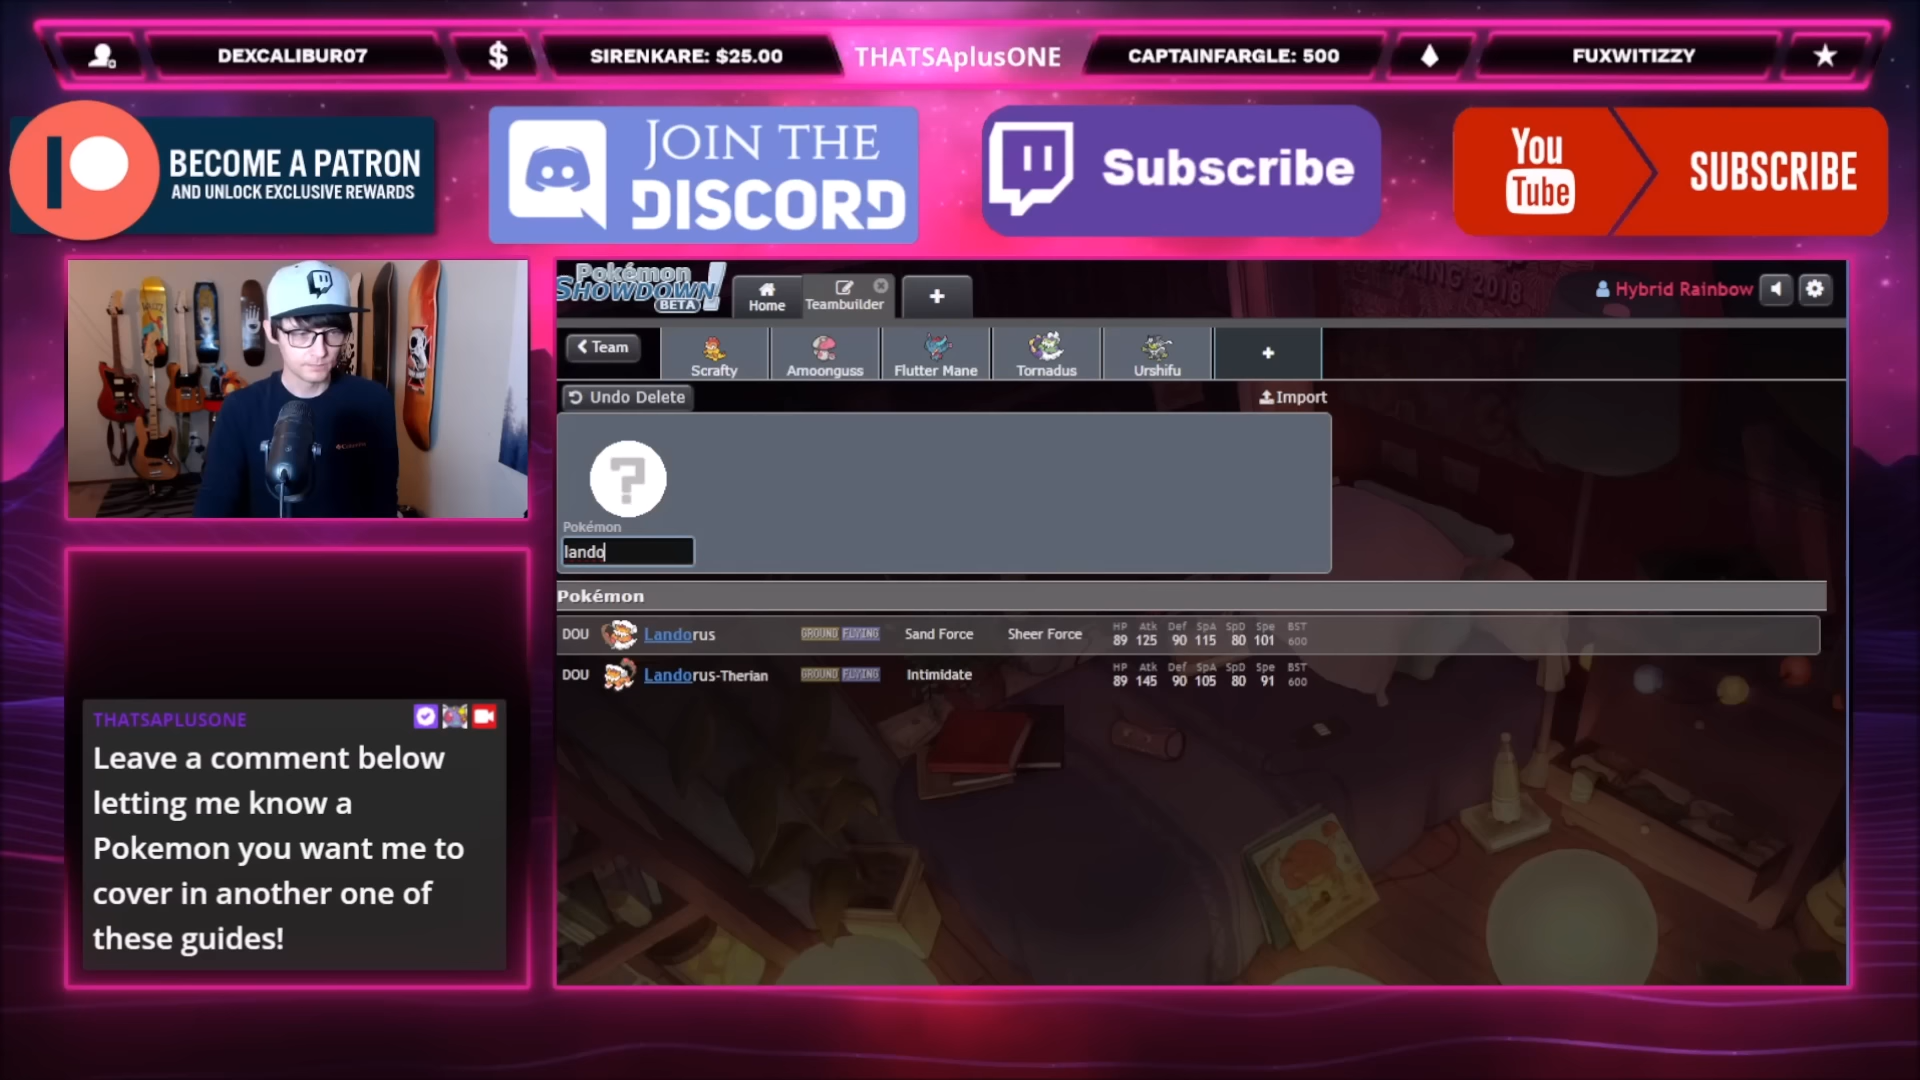 DEXCALIBUR07
$
SIRENKARE: $25.00
THATSAplusONE
CAPTAINFARGLE: 500
FUXWITIZZY
BECOME A PATRON
AND UNLOCK EXCLUSIVE REWARDS
JOIN THE
DISCORD
Subscribe
You
Tube
SUBSCRIBE
Pokémon
SHOWDOWN!
BETA
Home
Teambuilder
+
Hybrid Rainbow
Team
Scrafty
Amoonguss
Flutter Mane
Tornadus
Urshifu
+
Undo Delete
Import
?
Pokémon
lando
Pokémon
DOU Landorus GROUND FLYING Sand Force Sheer Force HP 89 Atk 125 Def 90 SpA 115 SpD 80 Spe 101 BST 600
DOU Landorus-Therian GROUND FLYING Intimidate HP 89 Atk 145 Def 90 SpA 105 SpD 80 Spe 91 BST 600
THATSAPLUSONE
Leave a comment below
letting me know a
Pokemon you want me to
cover in another one of
these guides!